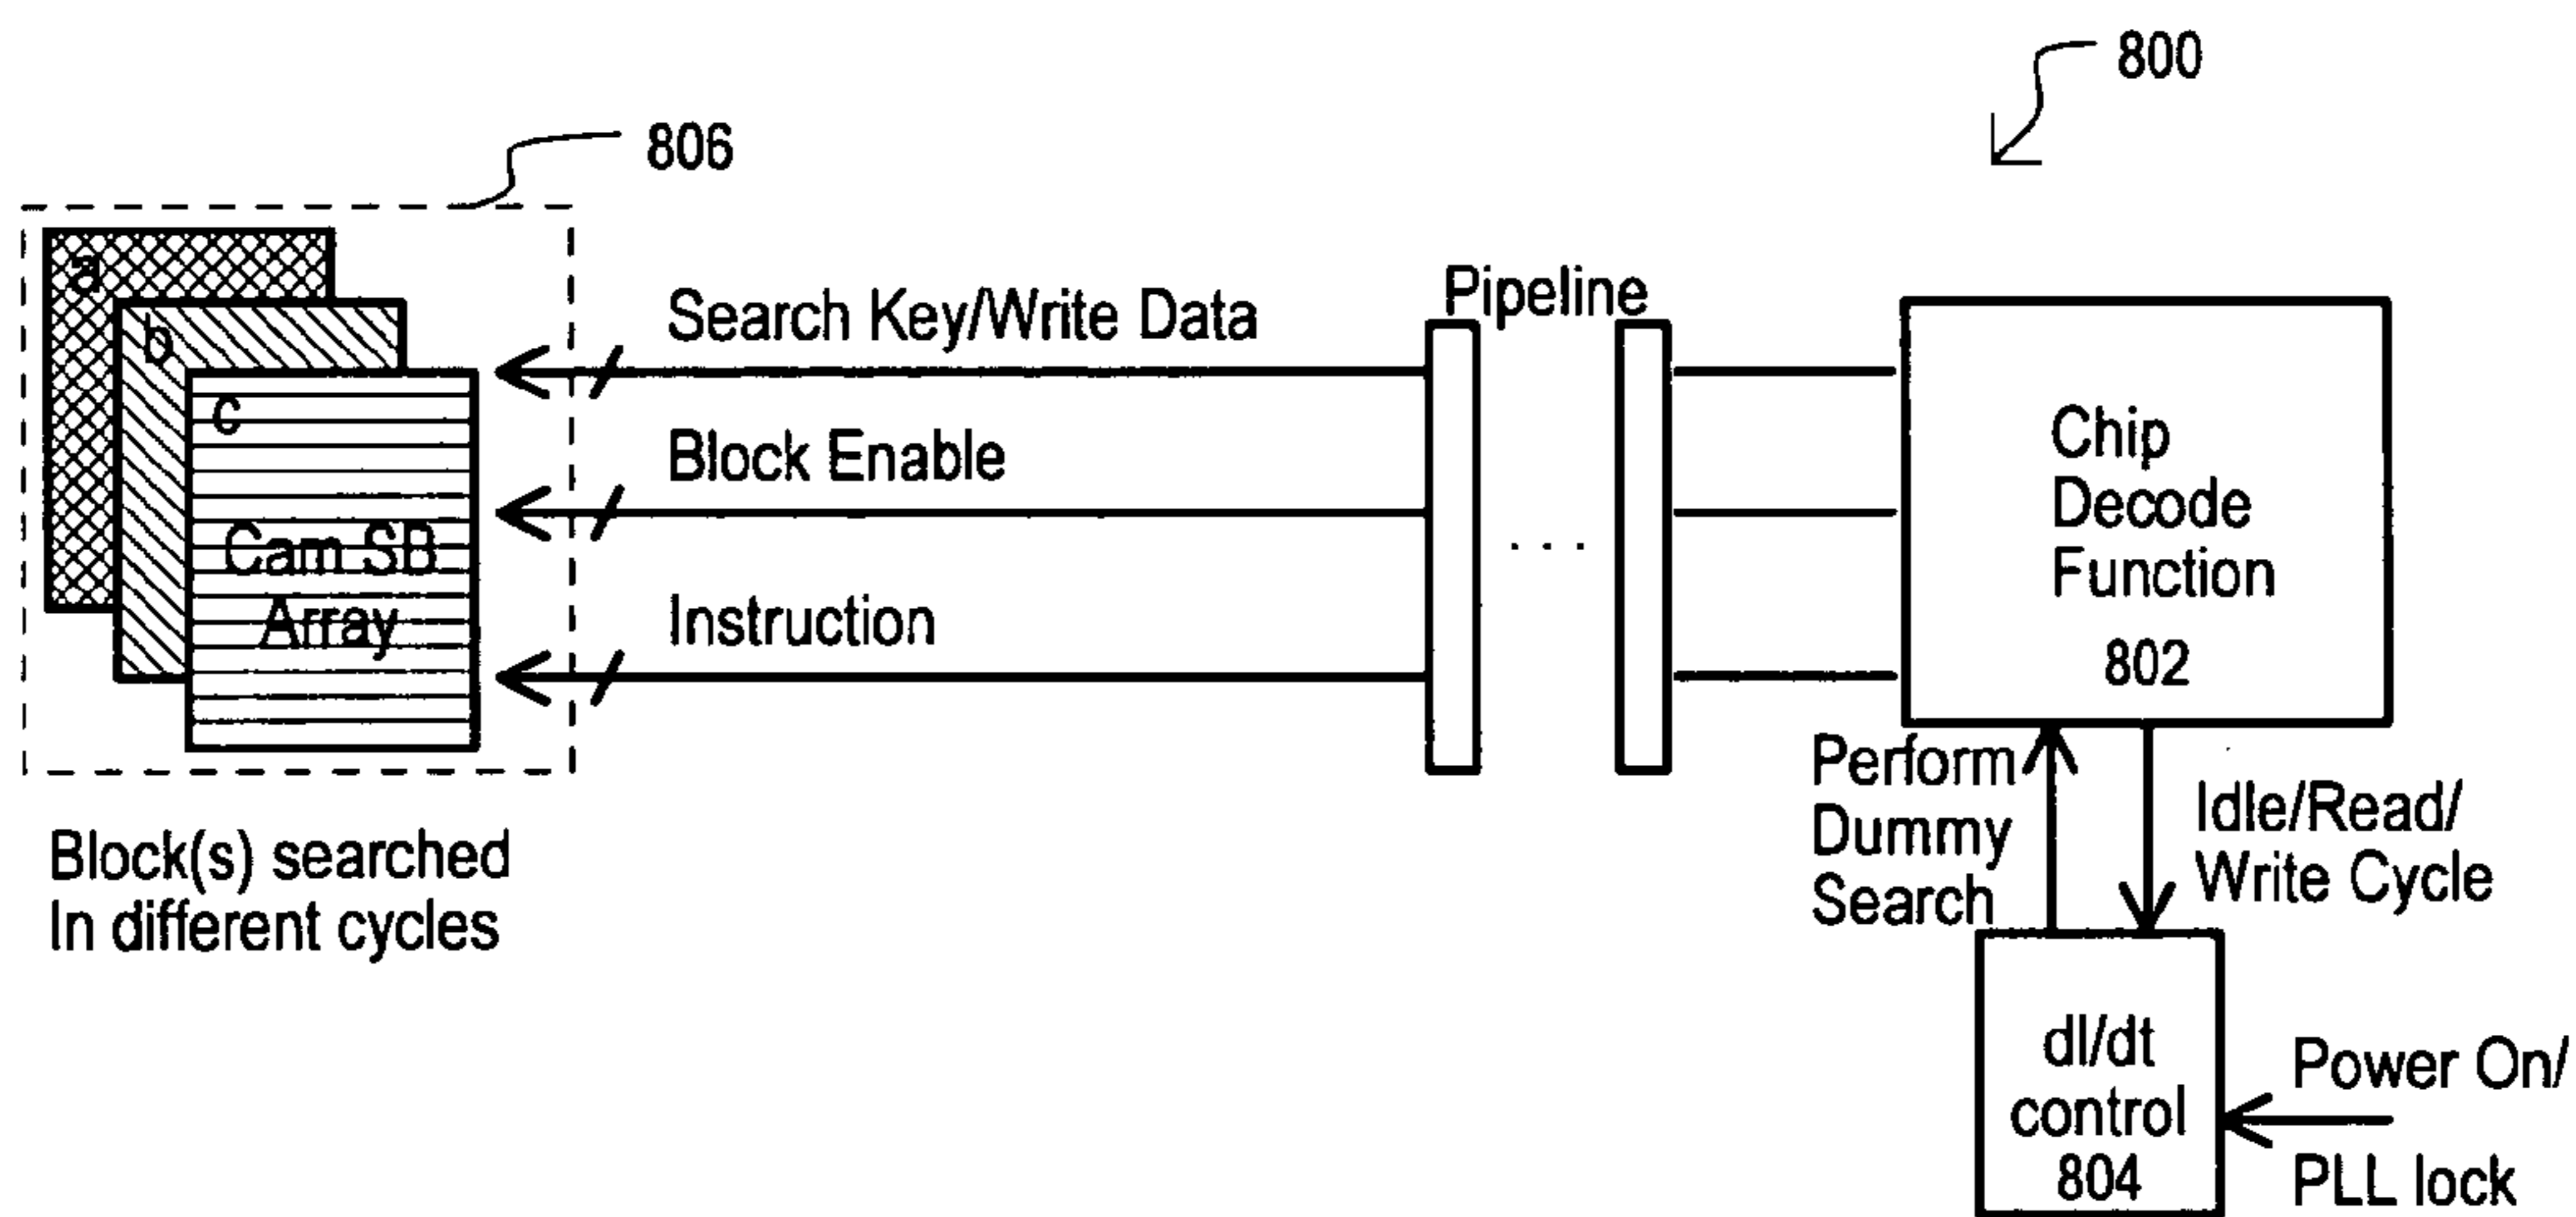 800
806
a
b
c
Cam SB
Array
Search Key/Write Data
Block Enable
Instruction
Pipeline
. . .
Chip
Decode
Function
802
Block(s) searched
In different cycles
Perform
Dummy
Search
Idle/Read/
Write Cycle
dI/dt
control
804
Power On/
PLL lock